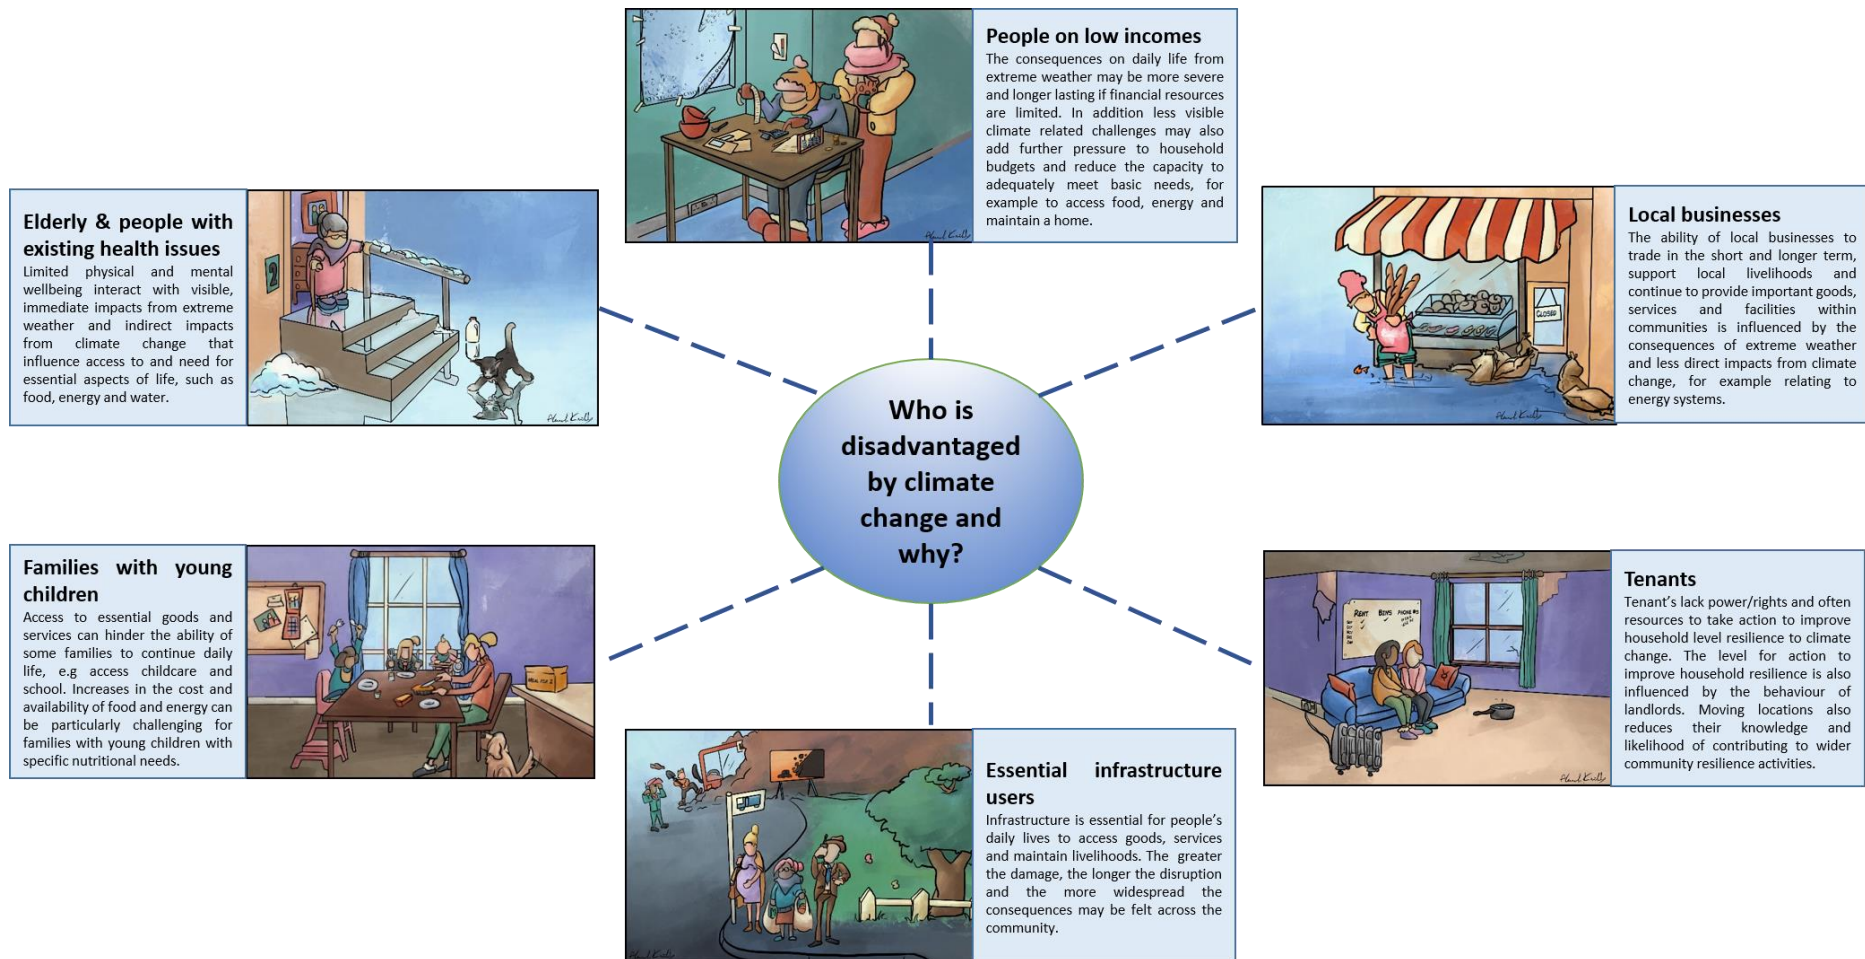 People on low incomes
The consequences on daily life from
extreme weather may be more severe
and longer lasting if financial resources
are limited. In addition less visible
climate related challenges may also
add further pressure to household
budgets and reduce the capacity to
adequately meet basic needs, for
example to access food, energy and
maintain a home.
Elderly & people with
existing health issues
Limited physical and mental
wellbeing interact with visible,
immediate impacts from extreme
weather and indirect impacts
from climate change that
influence access to and need for
essential aspects of life, such as
food, energy and water.
2
Local businesses
The ability of local businesses to
trade in the short and longer term,
support local livelihoods and
continue to provide important goods,
services and facilities within
communities is influenced by the
consequences of extreme weather
and less direct impacts from climate
change, for example relating to
energy systems.
CLOSED
Who is
disadvantaged
by climate
change and
why?
Families with young
children
Access to essential goods and
services can hinder the ability of
some families to continue daily
life, e.g access childcare and
school. Increases in the cost and
availability of food and energy can
be particularly challenging for
families with young children with
specific nutritional needs.
Tenants
Tenant's lack power/rights and often
resources to take action to improve
household level resilience to climate
change. The level for action to
improve household resilience is also
influenced by the behaviour of
landlords. Moving locations also
reduces their knowledge and
likelihood of contributing to wider
community resilience activities.
RENT BINS PHONE #S
Essential infrastructure
users
Infrastructure is essential for people's
daily lives to access goods, services
and maintain livelihoods. The greater
the damage, the longer the disruption
and the more widespread the
consequences may be felt across the
community.